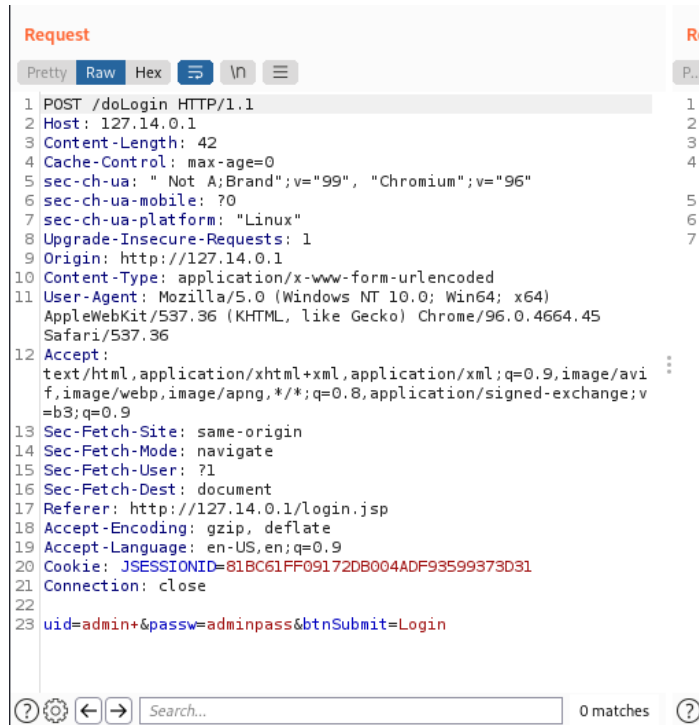 Request
Pretty Raw Hex \n
1 POST /doLogin HTTP/1.1
2 Host: 127.14.0.1
3 Content-Length: 42
4 Cache-Control: max-age=0
5 sec-ch-ua: " Not A;Brand";v="99", "Chromium";v="96"
6 sec-ch-ua-mobile: ?0
7 sec-ch-ua-platform: "Linux"
8 Upgrade-Insecure-Requests: 1
9 Origin: http://127.14.0.1
10 Content-Type: application/x-www-form-urlencoded
11 User-Agent: Mozilla/5.0 (Windows NT 10.0; Win64; x64)
AppleWebKit/537.36 (KHTML, like Gecko) Chrome/96.0.4664.45
Safari/537.36
12 Accept:
text/html,application/xhtml+xml,application/xml;q=0.9,image/avi
f,image/webp,image/apng,*/*;q=0.8,application/signed-exchange;v
=b3;q=0.9
13 Sec-Fetch-Site: same-origin
14 Sec-Fetch-Mode: navigate
15 Sec-Fetch-User: ?1
16 Sec-Fetch-Dest: document
17 Referer: http://127.14.0.1/login.jsp
18 Accept-Encoding: gzip, deflate
19 Accept-Language: en-US,en;q=0.9
20 Cookie: JSESSIONID=81BC61FF09172DB004ADF93599373D31
21 Connection: close
22
23 uid=admin+&passw=adminpass&btnSubmit=Login
Search... 0 matches
P...
1
2
3
4
5
6
7